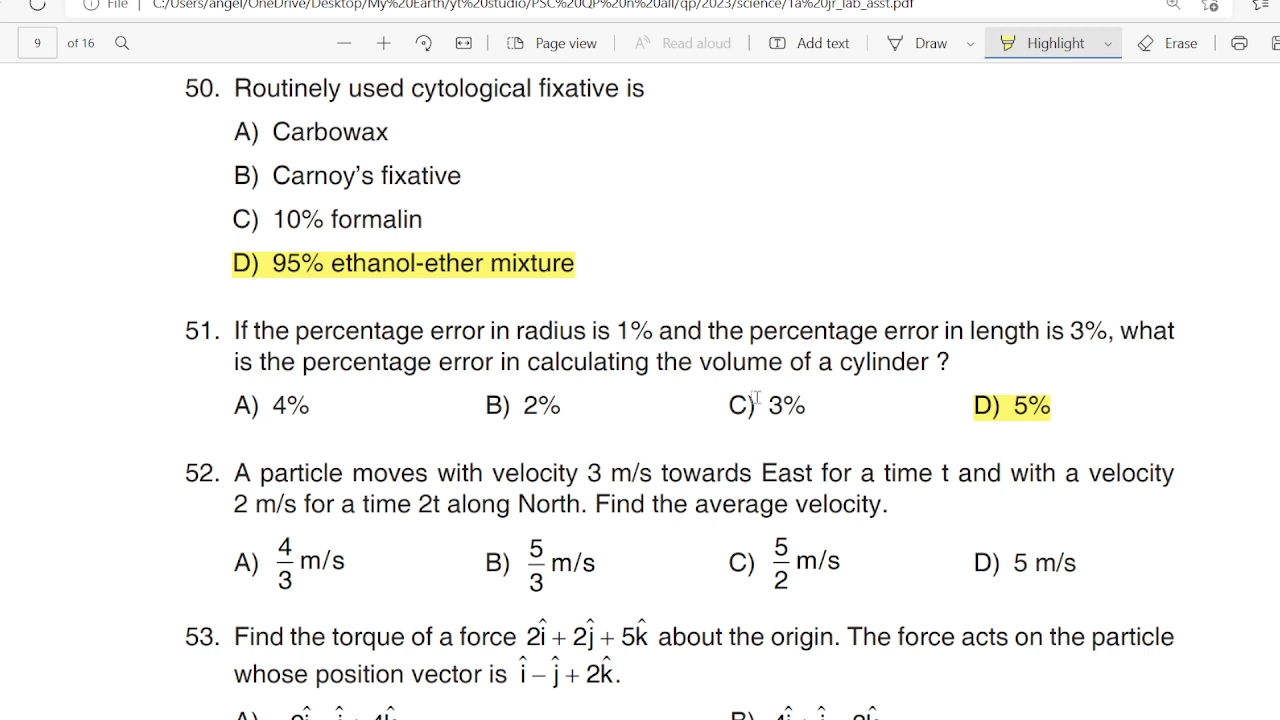 File | C:/Users/angel/OneDrive/Desktop/My%20Earth/yt%20studio/PSC%20QP%20n%20all/qp/2023/science/1a%20jr_lab_asst.pdf
9 of 16 Page view Read aloud Add text Draw Highlight Erase
50. Routinely used cytological fixative is
A) Carbowax
B) Carnoy’s fixative
C) 10% formalin
D) 95% ethanol-ether mixture
51. If the percentage error in radius is 1% and the percentage error in length is 3%, what
is the percentage error in calculating the volume of a cylinder ?
A) 4% B) 2% C) 3% D) 5%
52. A particle moves with velocity 3 m/s towards East for a time t and with a velocity
2 m/s for a time 2t along North. Find the average velocity.
A) 4/3 m/s B) 5/3 m/s C) 5/2 m/s D) 5 m/s
53. Find the torque of a force 2î + 2ĵ + 5k̂ about the origin. The force acts on the particle
whose position vector is î – ĵ + 2k̂.